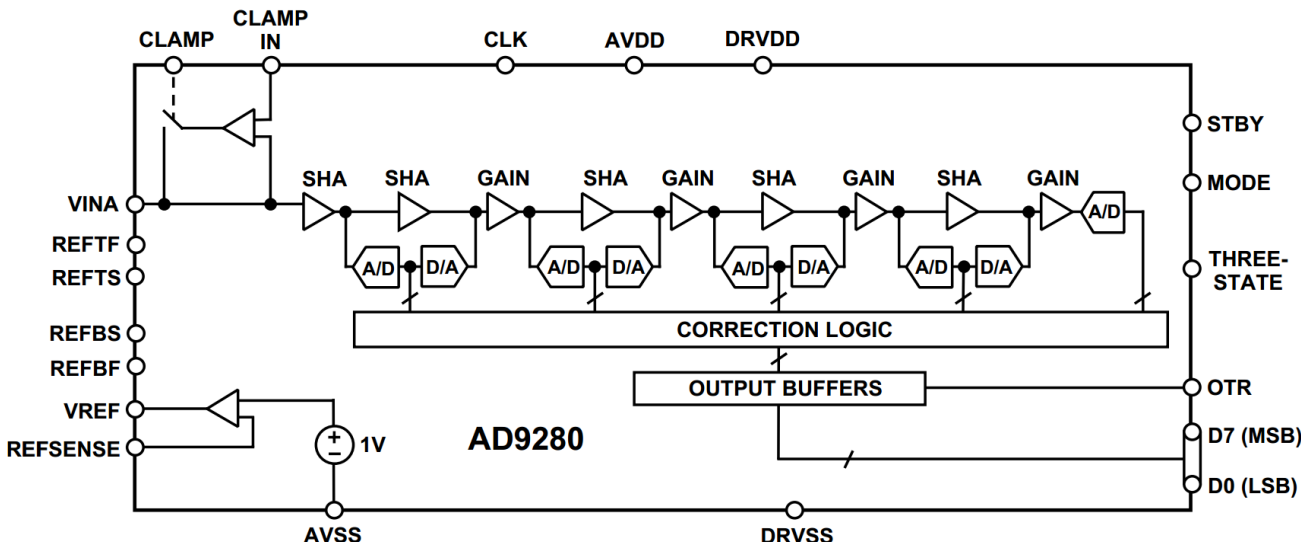 CLAMP
CLAMP
IN
CLK
AVDD
DRVDD
STBY
MODE
THREE-
STATE
OTR
D7 (MSB)
D0 (LSB)
VINA
REFTF
REFTS
REFBS
REFBF
VREF
REFSENSE
SHA
SHA
GAIN
SHA
GAIN
SHA
GAIN
SHA
GAIN
A/D
A/D
D/A
A/D
D/A
A/D
D/A
A/D
D/A
CORRECTION LOGIC
OUTPUT BUFFERS
+
−
1V
AD9280
AVSS
DRVSS